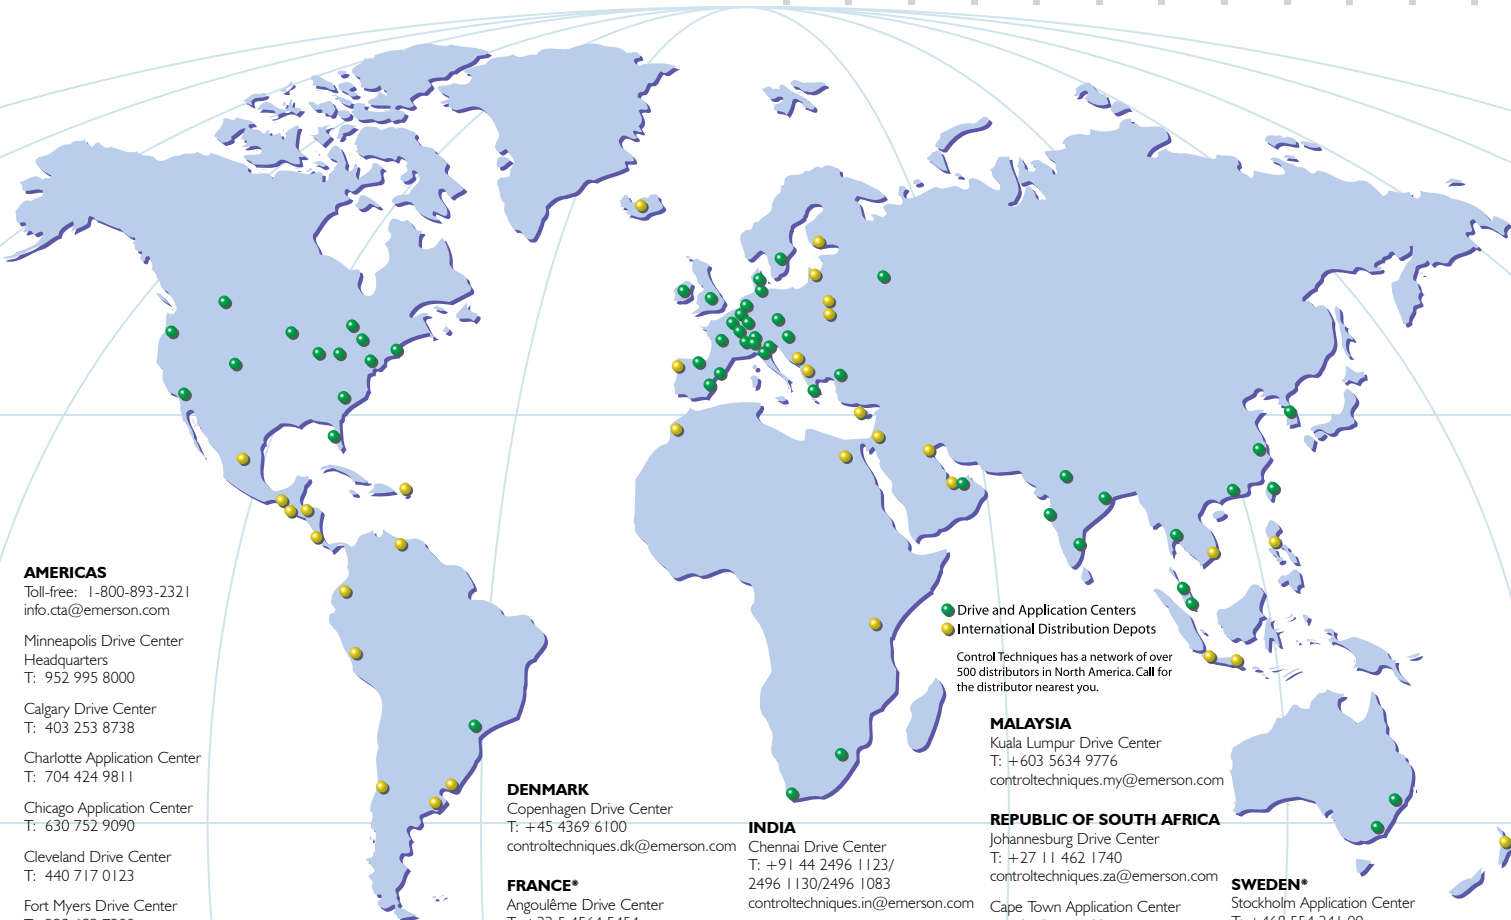 AMERICAS
Toll-free: 1-800-893-2321
info.cta@emerson.com
Minneapolis Drive Center
Headquarters
T: 952 995 8000
Calgary Drive Center
T: 403 253 8738
Charlotte Application Center
T: 704 424 9811
Chicago Application Center
T: 630 752 9090
Cleveland Drive Center
T: 440 717 0123
Fort Myers Drive Center
DENMARK
Copenhagen Drive Center
T: +45 4369 6100
controltechniques.dk@emerson.com
FRANCE*
Angoulême Drive Center
INDIA
Chennai Drive Center
T: +91 44 2496 1123/
2496 1130/2496 1083
controltechniques.in@emerson.com
Drive and Application Centers
International Distribution Depots
Control Techniques has a network of over
500 distributors in North America. Call for
the distributor nearest you.
MALAYSIA
Kuala Lumpur Drive Center
T: +603 5634 9776
controltechniques.my@emerson.com
REPUBLIC OF SOUTH AFRICA
Johannesburg Drive Center
T: +27 11 462 1740
controltechniques.za@emerson.com
Cape Town Application Center
SWEDEN*
Stockholm Application Center